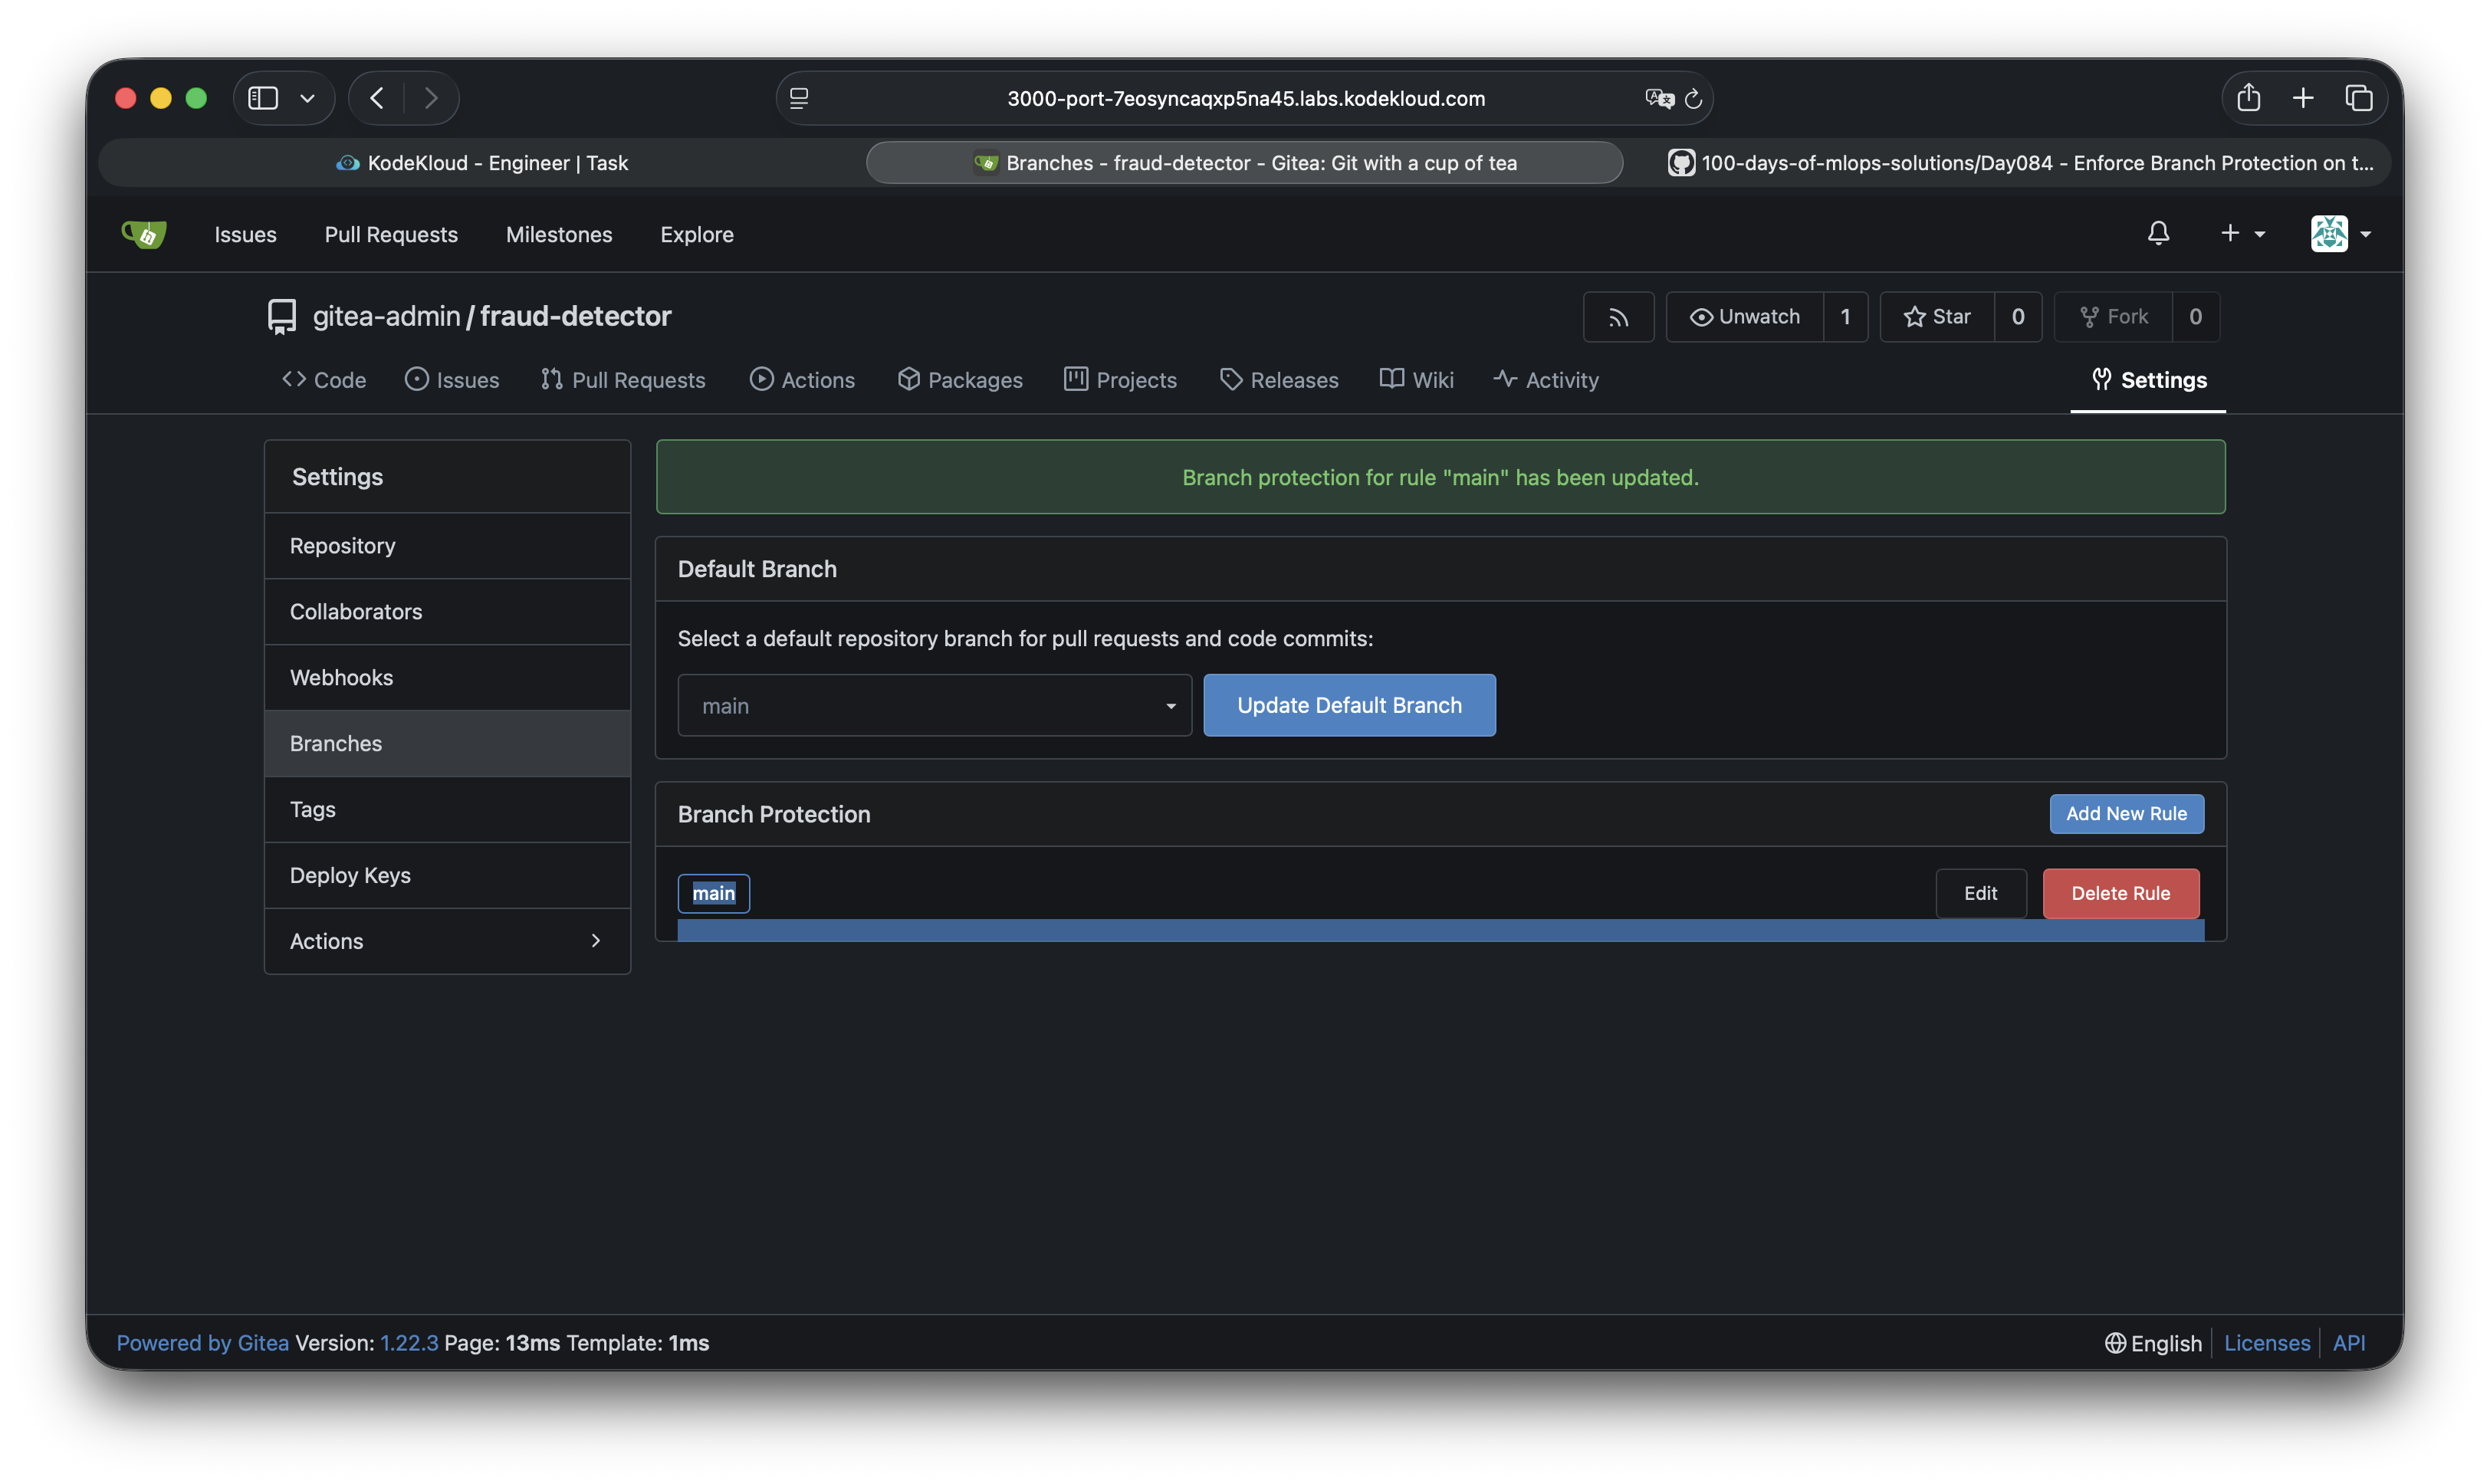 3000-port-7eosyncaqxp5na45.labs.kodekloud.com
KodeKloud - Engineer | Task
Branches - fraud-detector - Gitea: Git with a cup of tea
100-days-of-mlops-solutions/Day084 - Enforce Branch Protection on t...
Issues Pull Requests Milestones Explore
gitea-admin / fraud-detector
Unwatch 1 Star 0 Fork 0
Code Issues Pull Requests Actions Packages Projects Releases Wiki Activity Settings
Settings
Repository
Collaborators
Webhooks
Branches
Tags
Deploy Keys
Actions
Branch protection for rule "main" has been updated.
Default Branch
Select a default repository branch for pull requests and code commits:
main Update Default Branch
Branch Protection Add New Rule
main Edit Delete Rule
Powered by Gitea Version: 1.22.3 Page: 13ms Template: 1ms
English Licenses API